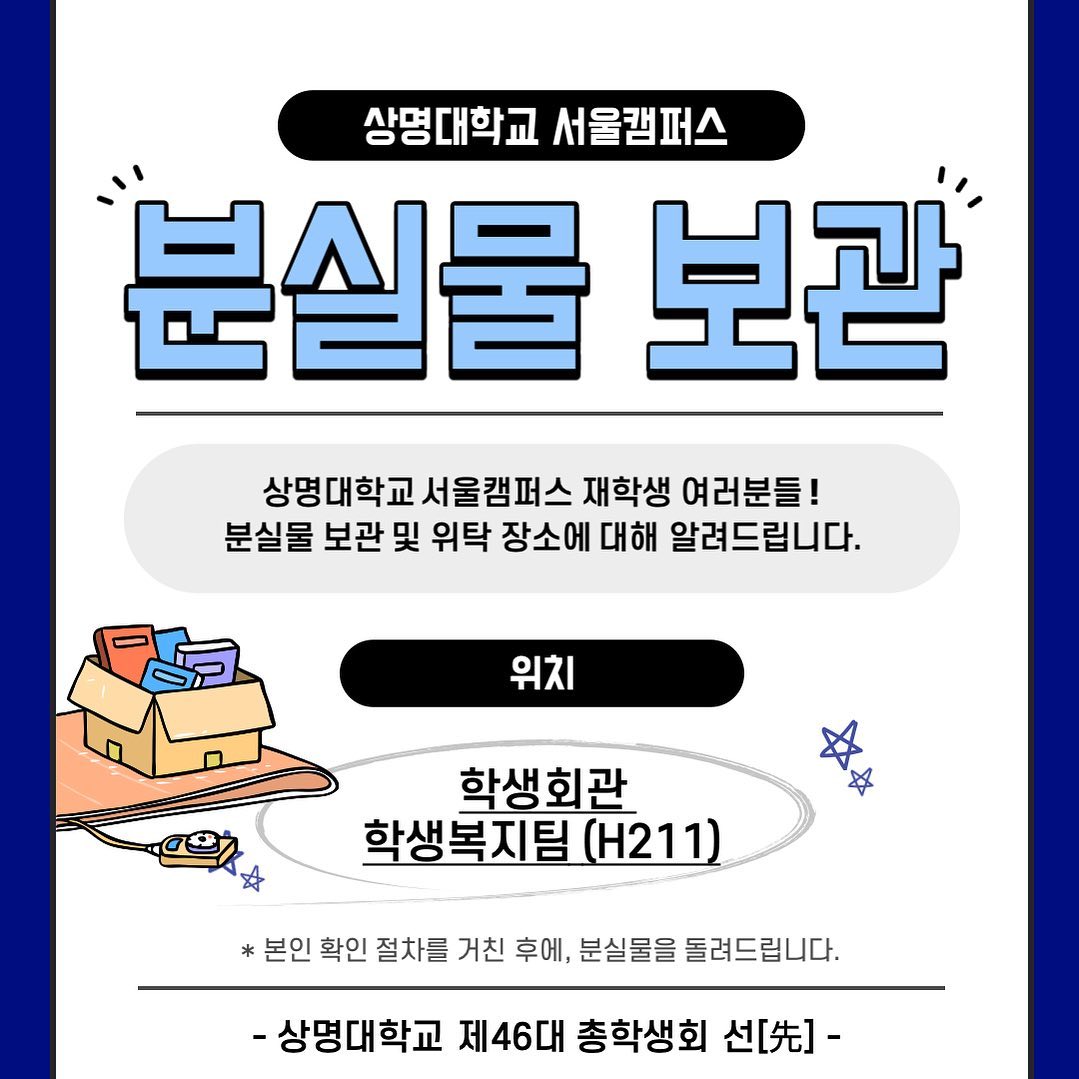 상명대학교 서울캠퍼스
분실물 보관
상명대학교 서울캠퍼스 재학생 여러분들!
분실물 보관 및 위탁 장소에 대해 알려드립니다.
위치
학생회관
학생복지팀 (H211)
* 본인 확인 절차를 거친 후에, 분실물을 돌려드립니다.
- 상명대학교 제46대 총학생회 선[先] -